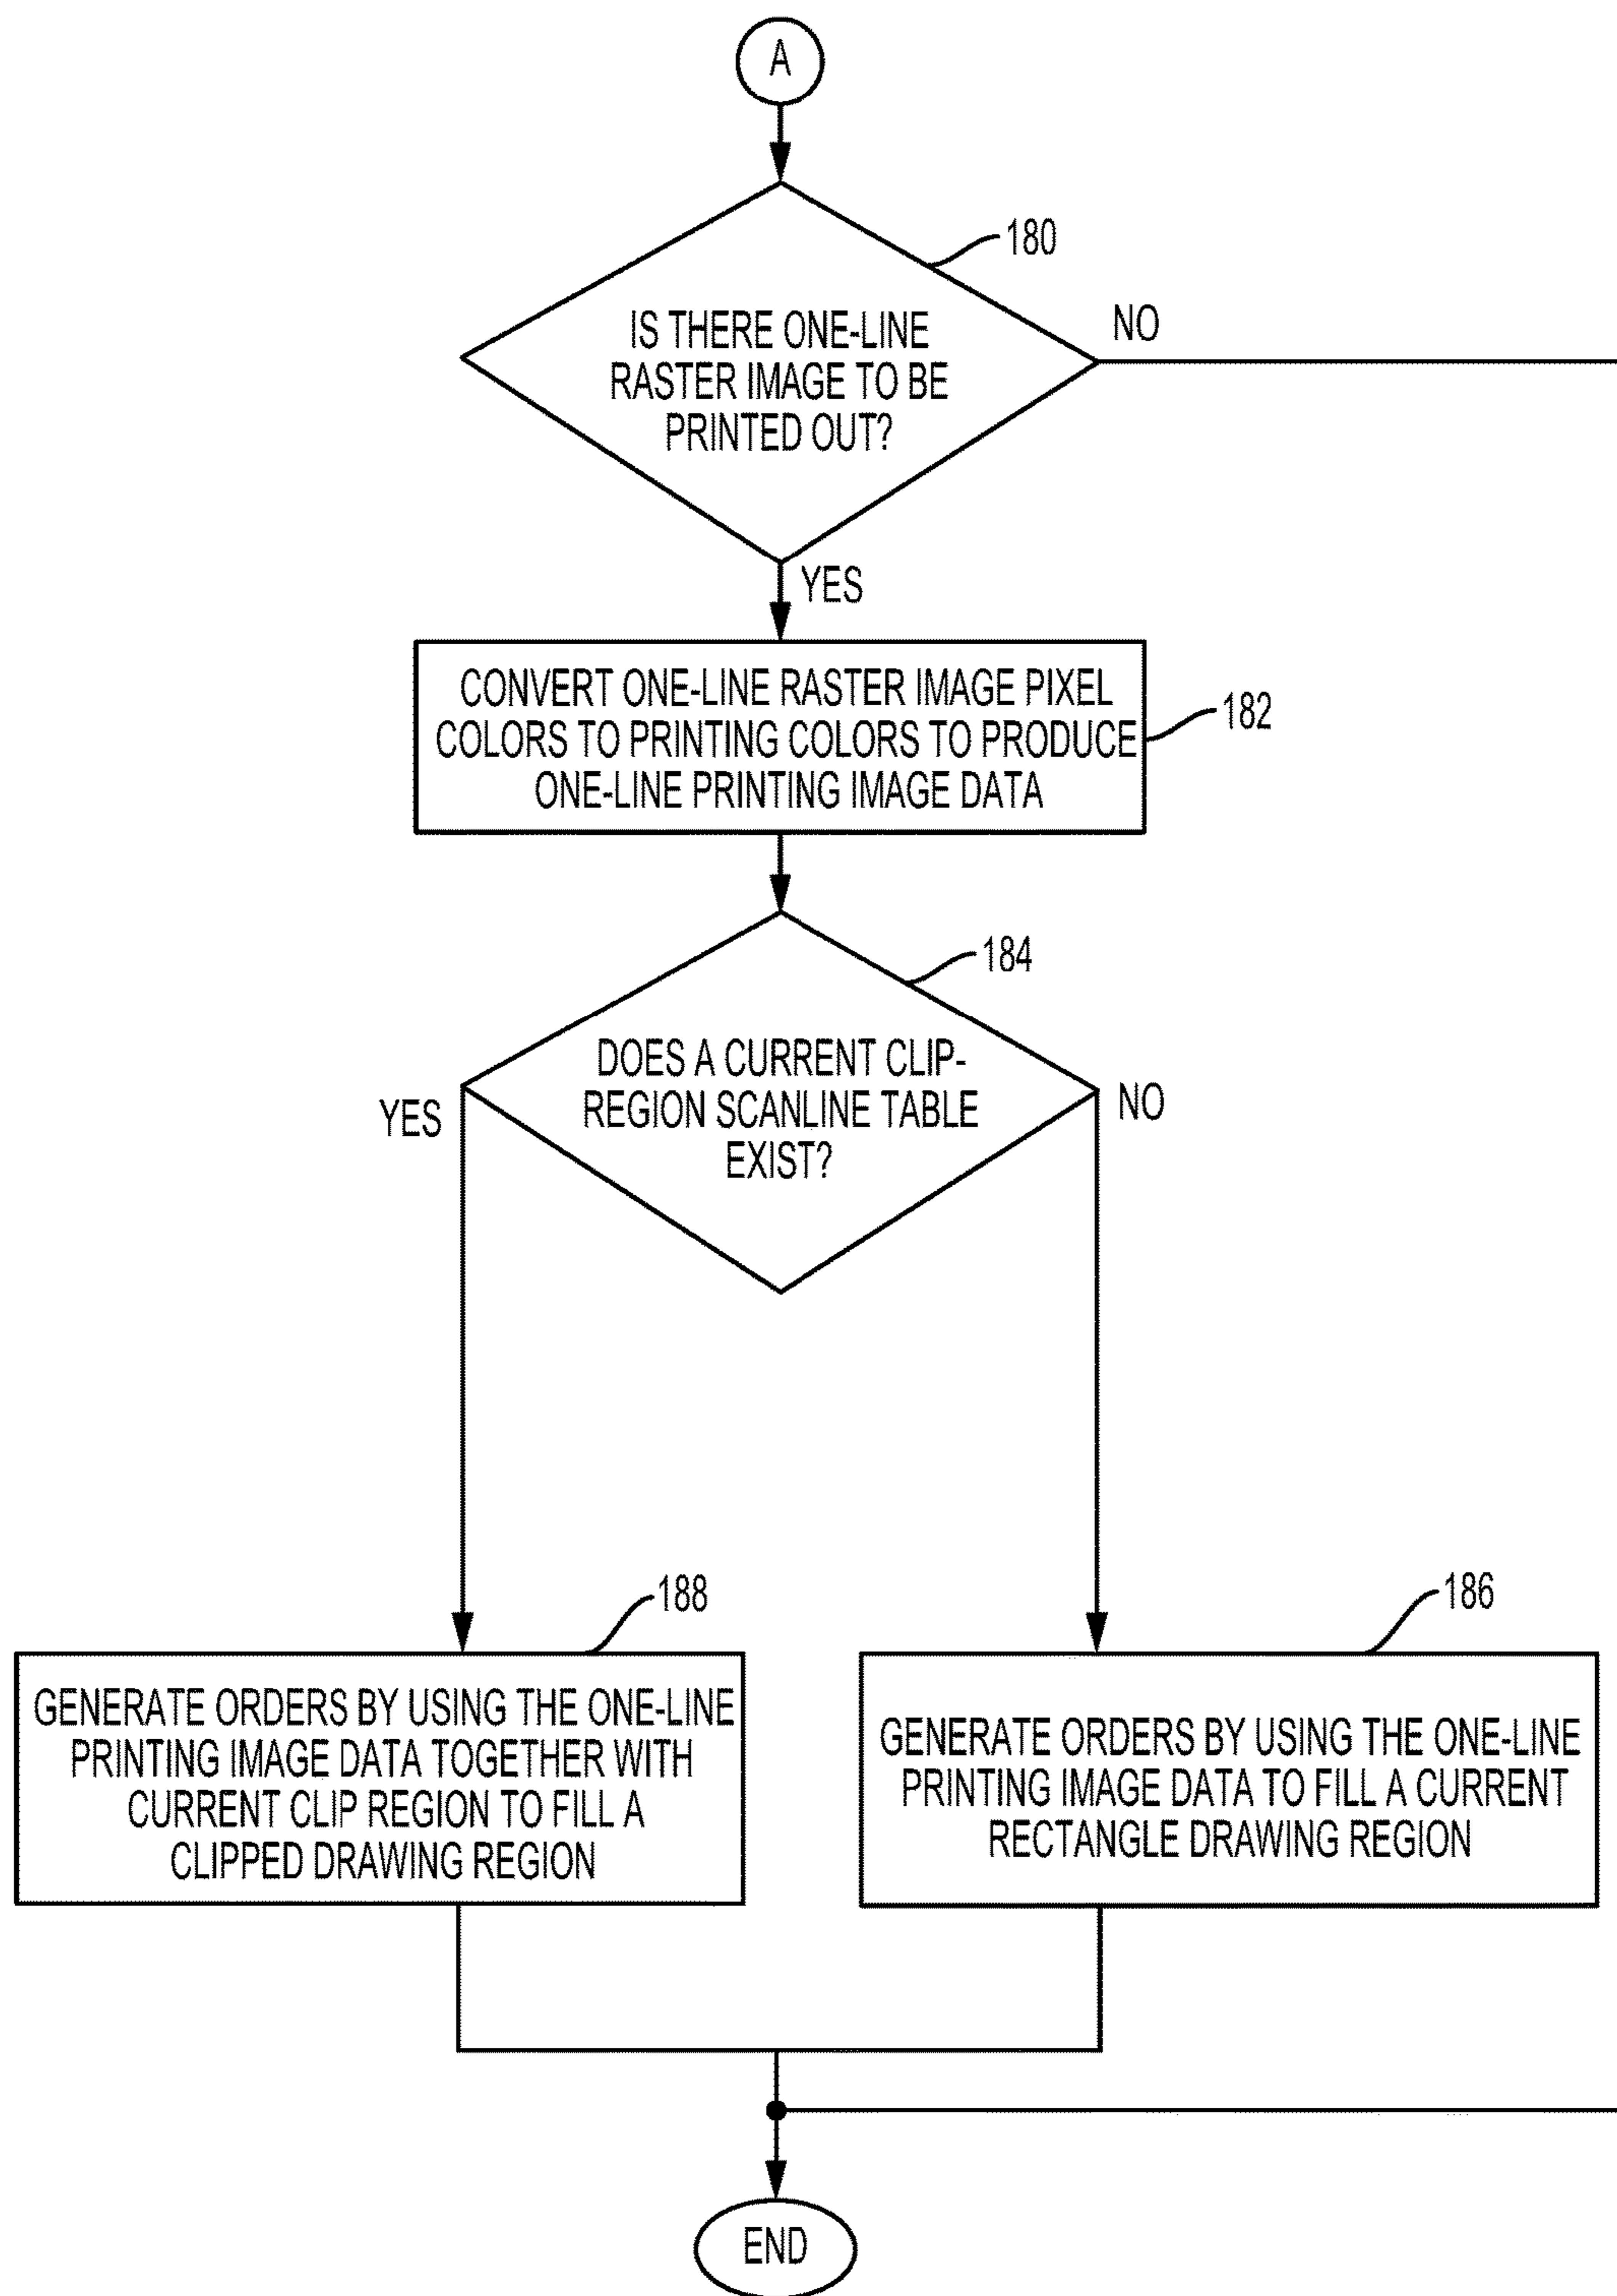 A
180
IS THERE ONE-LINE
RASTER IMAGE TO BE
PRINTED OUT?
NO
YES
CONVERT ONE-LINE RASTER IMAGE PIXEL
COLORS TO PRINTING COLORS TO PRODUCE
ONE-LINE PRINTING IMAGE DATA
182
184
DOES A CURRENT CLIP-
REGION SCANLINE TABLE
EXIST?
YES
NO
188
GENERATE ORDERS BY USING THE ONE-LINE
PRINTING IMAGE DATA TOGETHER WITH
CURRENT CLIP REGION TO FILL A
CLIPPED DRAWING REGION
186
GENERATE ORDERS BY USING THE ONE-LINE
PRINTING IMAGE DATA TO FILL A CURRENT
RECTANGLE DRAWING REGION
END